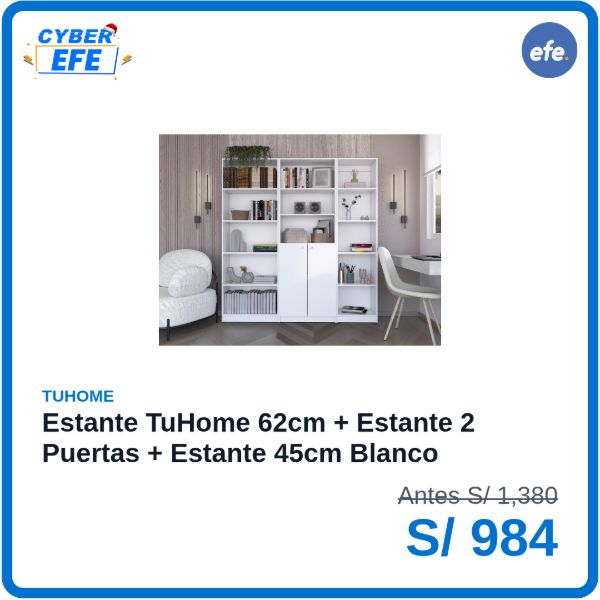 CYBER
EFE
efe.
TUHOME
Estante TuHome 62cm + Estante 2
Puertas + Estante 45cm Blanco
Antes S/ 1,380
S/ 984